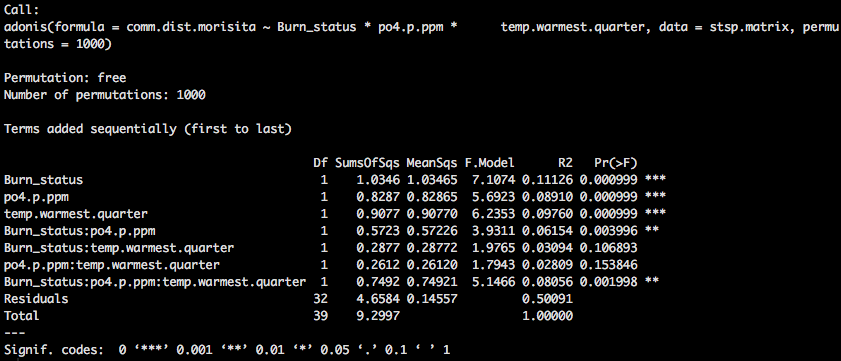 Call:
adonis(formula = comm.dist.morisita ~ Burn_status * po4.p.ppm *     temp.warmest.quarter, data = stsp.matrix, permu
tations = 1000)
Permutation: free
Number of permutations: 1000
Terms added sequentially (first to last)
Df SumsOfSqs MeanSqs F.Model R2 Pr(>F)
Burn_status 1 1.0346 1.03465 7.1074 0.11126 0.000999 ***
po4.p.ppm 1 0.8287 0.82865 5.6923 0.08910 0.000999 ***
temp.warmest.quarter 1 0.9077 0.90770 6.2353 0.09760 0.000999 ***
Burn_status:po4.p.ppm 1 0.5723 0.57226 3.9311 0.06154 0.003996 **
Burn_status:temp.warmest.quarter 1 0.2877 0.28772 1.9765 0.03094 0.106893
po4.p.ppm:temp.warmest.quarter 1 0.2612 0.26120 1.7943 0.02809 0.153846
Burn_status:po4.p.ppm:temp.warmest.quarter 1 0.7492 0.74921 5.1466 0.08056 0.001998 **
Residuals 32 4.6584 0.14557 0.50091
Total 39 9.2997 1.00000
---
Signif. codes:  0 ‘***’ 0.001 ‘**’ 0.01 ‘*’ 0.05 ‘.’ 0.1 ‘ ’ 1